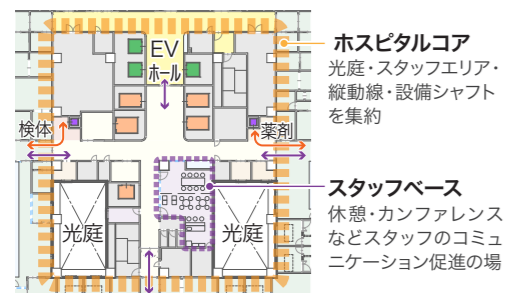 EV
ホール
検体
薬剤
光庭
光庭
ホスピタルコア
光庭・スタッフエリア・
縦動線・設備シャフト
を集約
スタッフベース
休憩・カンファレンス
などスタッフのコミュ
ニケーション促進の場